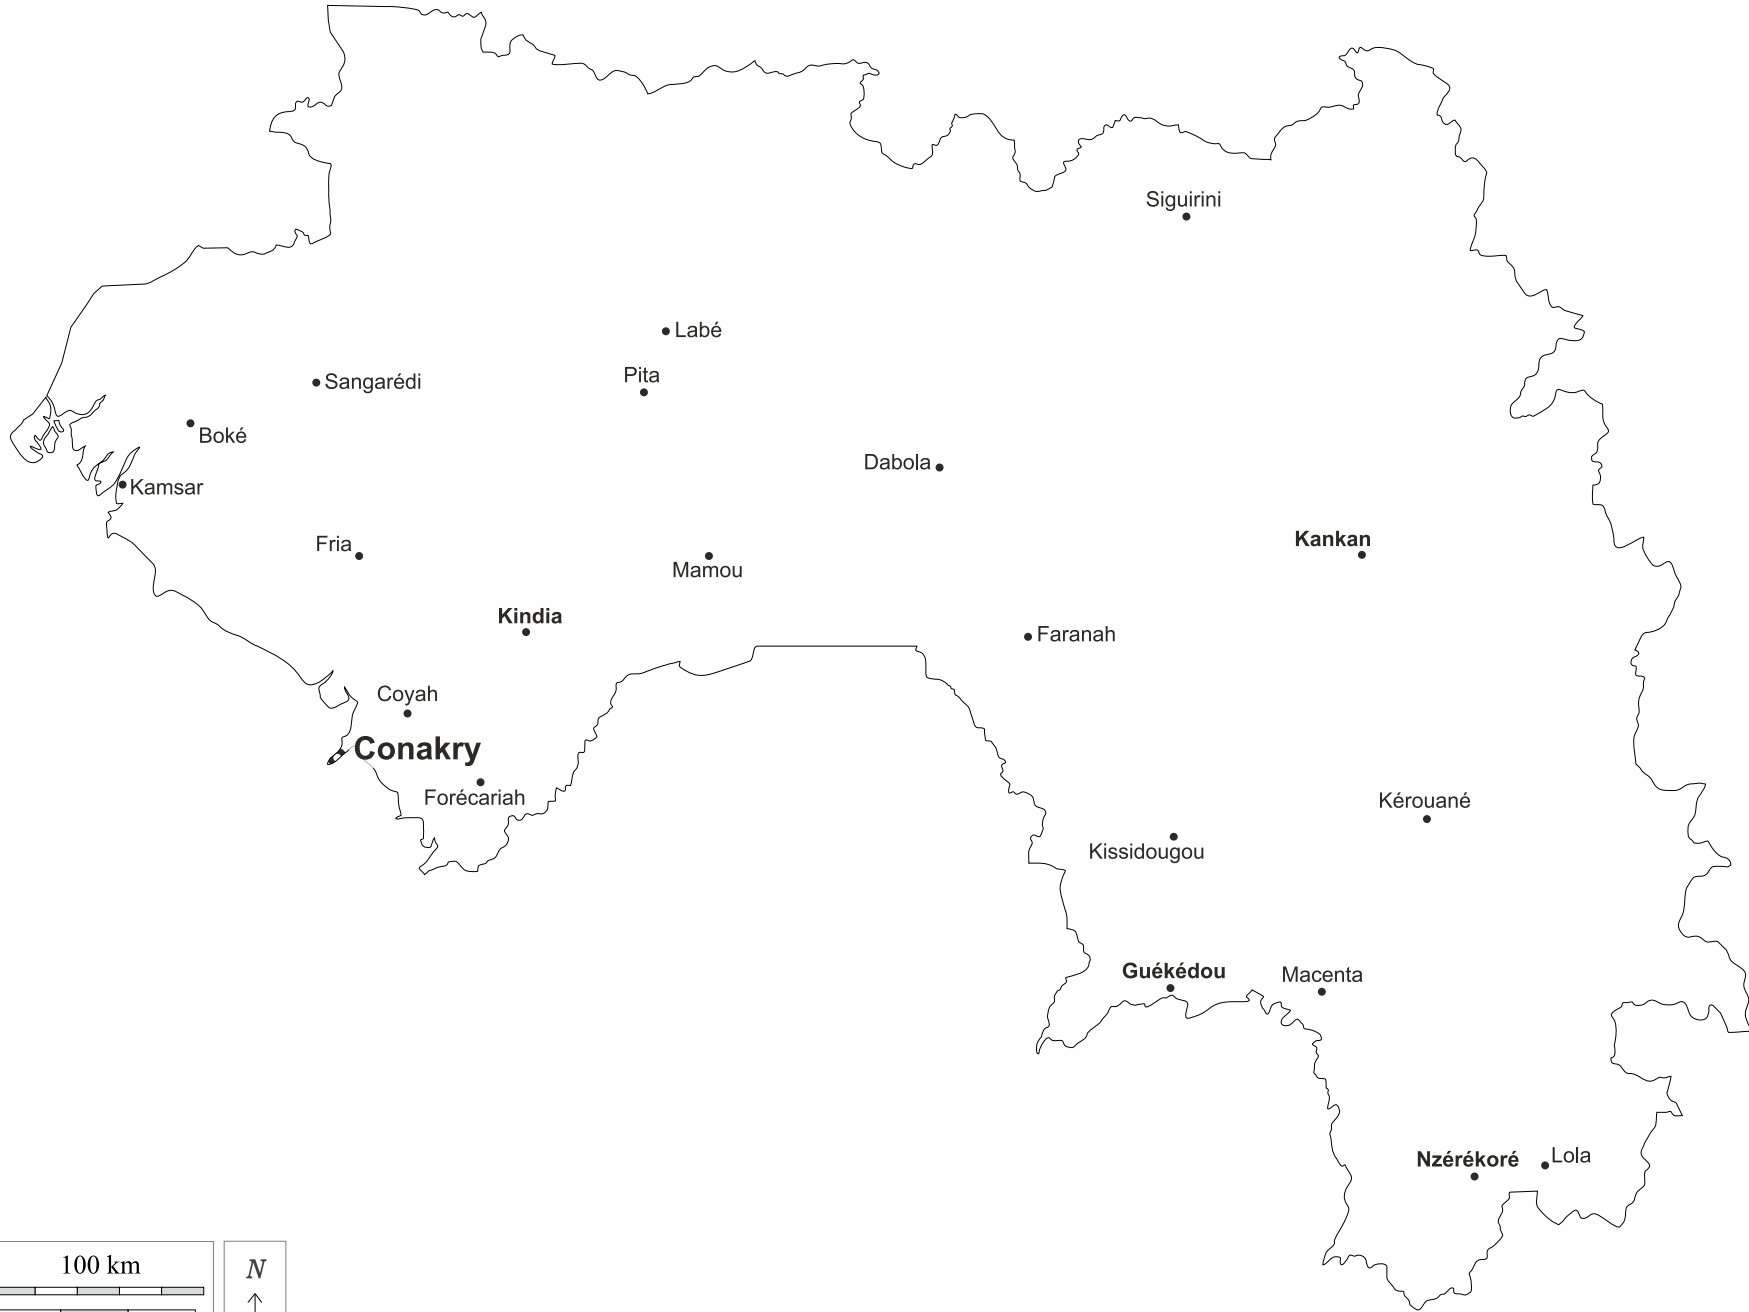 Siguirini
Labé
Pita
Sangarédi
Boké
Dabola
Kamsar
Kankan
Fria
Mamou
Kindia
Faranah
Coyah
Conakry
Forécariah
Kérouané
Kissidougou
Guékédou
Macenta
Nzérékoré
Lola
100 km
N